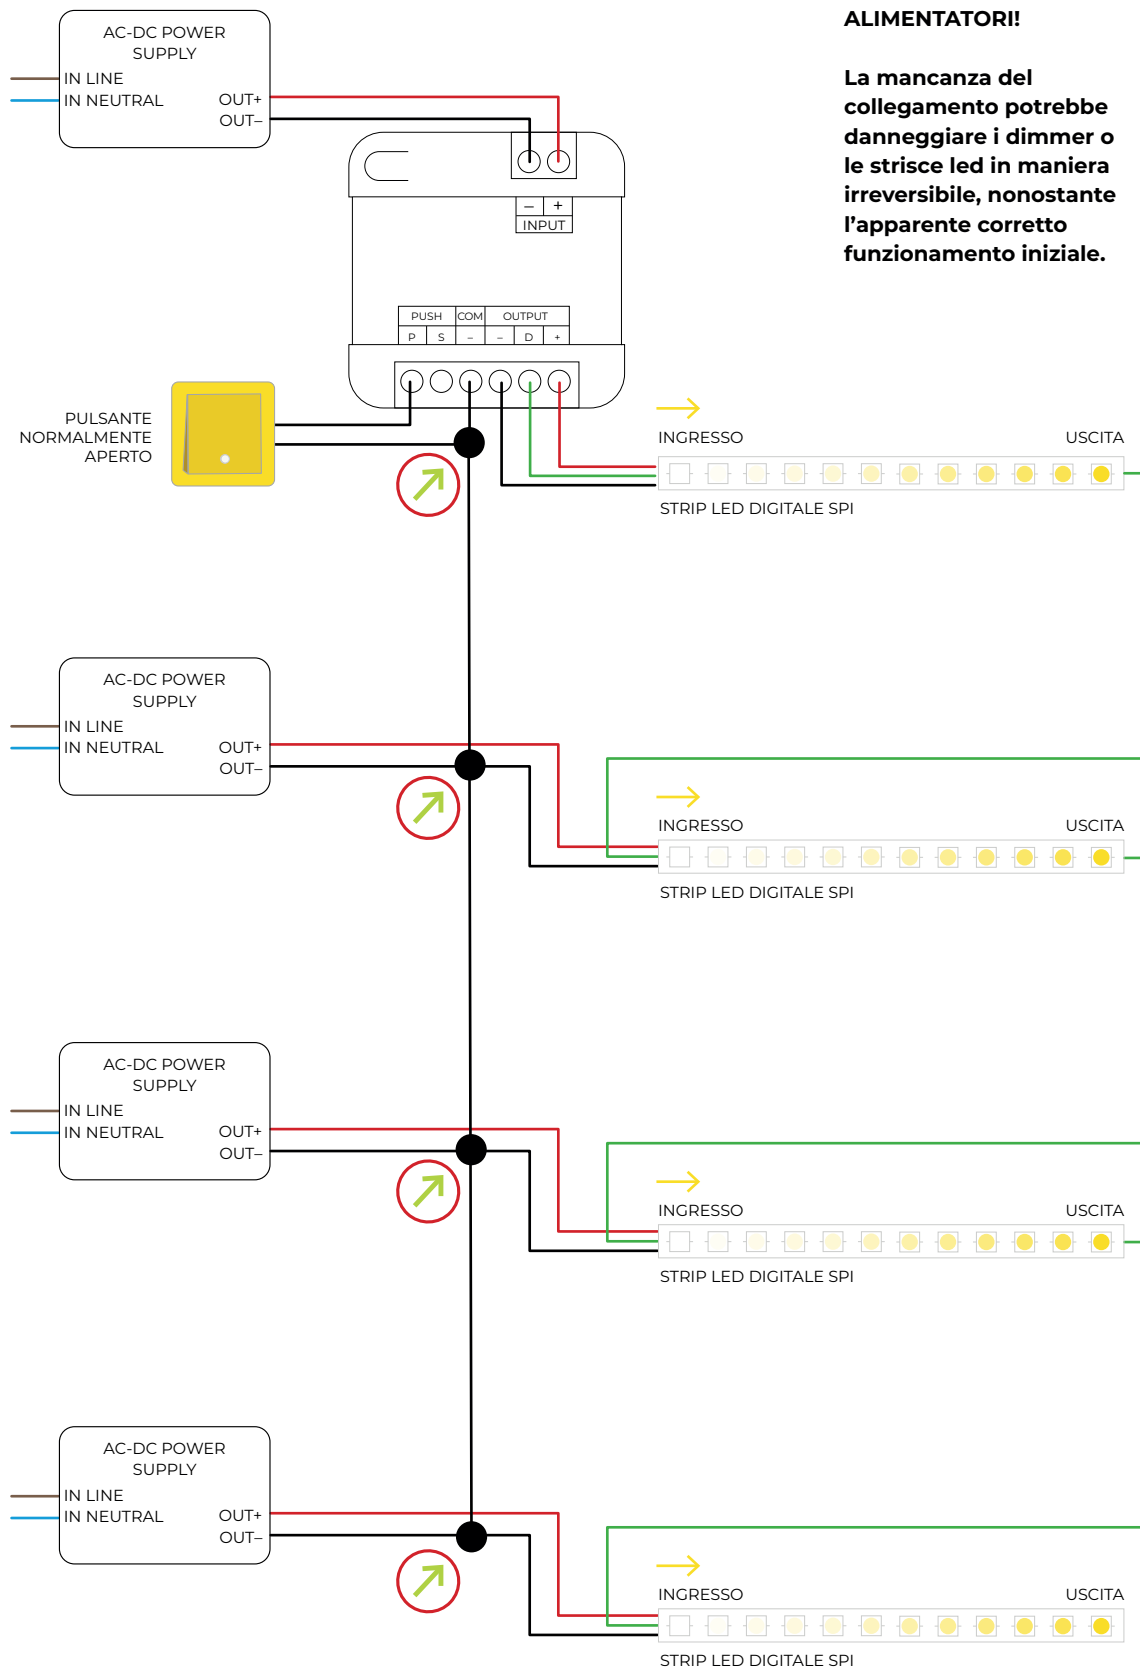 ALIMENTATORI!
La mancanza del
collegamento potrebbe
danneggiare i dimmer o
le strisce led in maniera
irreversibile, nonostante
l'apparente corretto
funzionamento iniziale.
AC-DC POWER
SUPPLY
IN LINE
IN NEUTRAL
OUT+
OUT–
– +
INPUT
PUSH COM OUTPUT
P S – – D +
PULSANTE
NORMALMENTE
APERTO
INGRESSO USCITA
STRIP LED DIGITALE SPI
AC-DC POWER
SUPPLY
IN LINE
IN NEUTRAL
OUT+
OUT–
INGRESSO USCITA
STRIP LED DIGITALE SPI
AC-DC POWER
SUPPLY
IN LINE
IN NEUTRAL
OUT+
OUT–
INGRESSO USCITA
STRIP LED DIGITALE SPI
AC-DC POWER
SUPPLY
IN LINE
IN NEUTRAL
OUT+
OUT–
INGRESSO USCITA
STRIP LED DIGITALE SPI